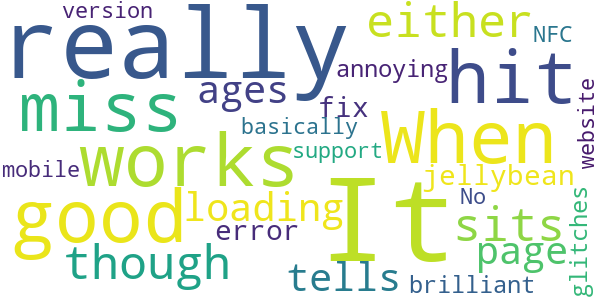 version
really
either
NFC
hit
annoying
ages
miss
fix
website
When
basically
works
support
mobile
jellybean
No
good
loading
It
sits
glitches
error
page
though
tells
brilliant